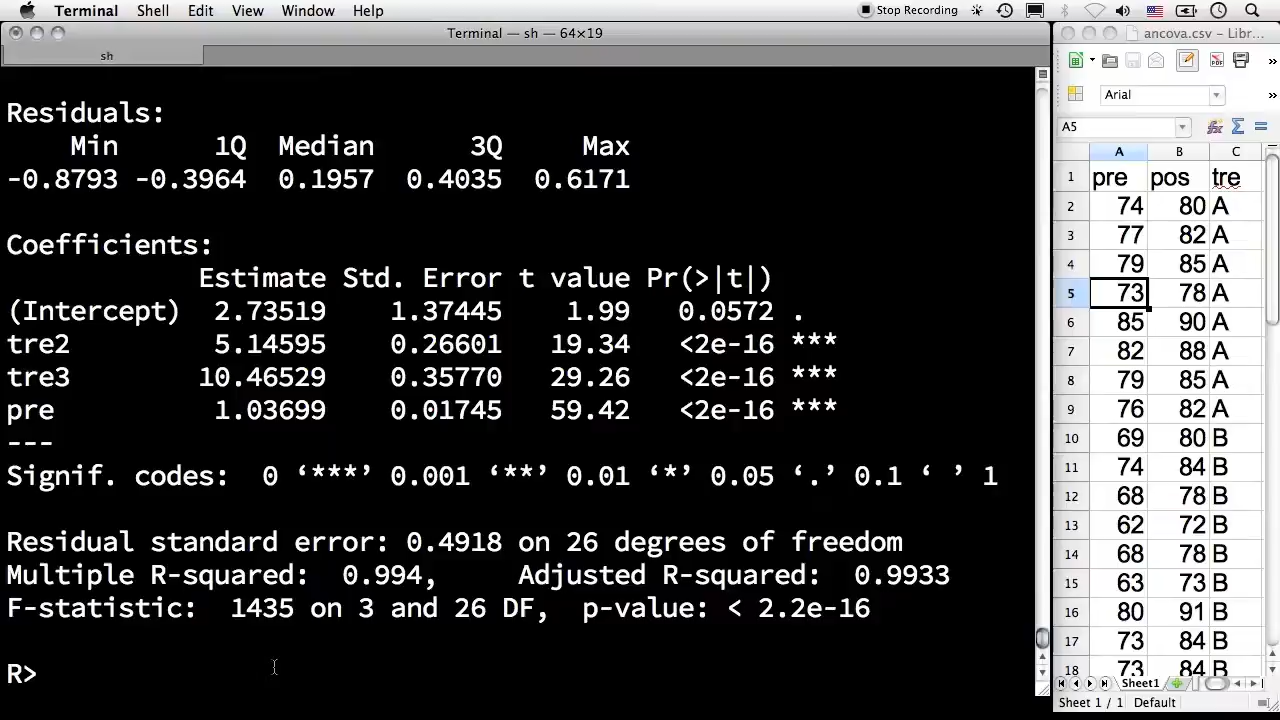 Terminal Shell Edit View Window Help Stop Recording
Terminal — sh — 64×19
sh
Residuals:
Min 1Q Median 3Q Max
-0.8793 -0.3964 0.1957 0.4035 0.6171
Coefficients:
Estimate Std. Error t value Pr(>|t|)
(Intercept) 2.73519 1.37445 1.99 0.0572 .
tre2 5.14595 0.26601 19.34 <2e-16 ***
tre3 10.46529 0.35770 29.26 <2e-16 ***
pre 1.03699 0.01745 59.42 <2e-16 ***
---
Signif. codes: 0 ‘***’ 0.001 ‘**’ 0.01 ‘*’ 0.05 ‘.’ 0.1 ‘ ’ 1
Residual standard error: 0.4918 on 26 degrees of freedom
Multiple R-squared: 0.994, Adjusted R-squared: 0.9933
F-statistic: 1435 on 3 and 26 DF, p-value: < 2.2e-16
R>
ancova.csv – Libr...
Arial
A5
A B C
1 pre pos tre
2 74 80 A
3 77 82 A
4 79 85 A
5 73 78 A
6 85 90 A
7 82 88 A
8 79 85 A
9 76 82 A
10 69 80 B
11 74 84 B
12 68 78 B
13 62 72 B
14 68 78 B
15 63 73 B
16 80 91 B
17 73 84 B
18 73 84 B
Sheet1
Sheet 1 / 1 Default